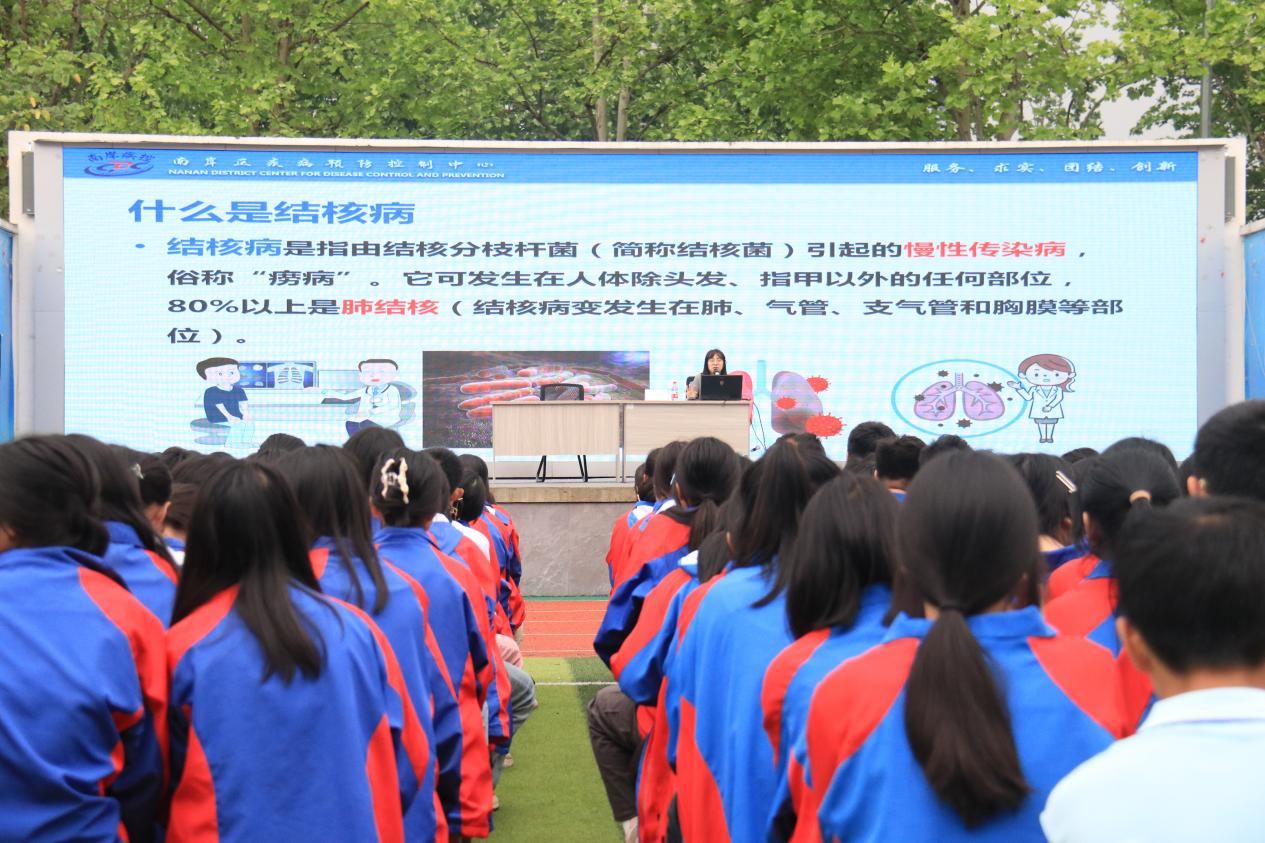 南岸疾控
CDC
南岸区疾病预防控制中心
NANAN DISTRICT CENTER FOR DISEASE CONTROL AND PREVENTION
服务、求实、团结、创新
什么是结核病
• 结核病是指由结核分枝杆菌（简称结核菌）引起的慢性传染病，
俗称“痨病”。它可发生在人体除头发、指甲以外的任何部位，
80%以上是肺结核（结核病变发生在肺、气管、支气管和胸膜等部
位）。